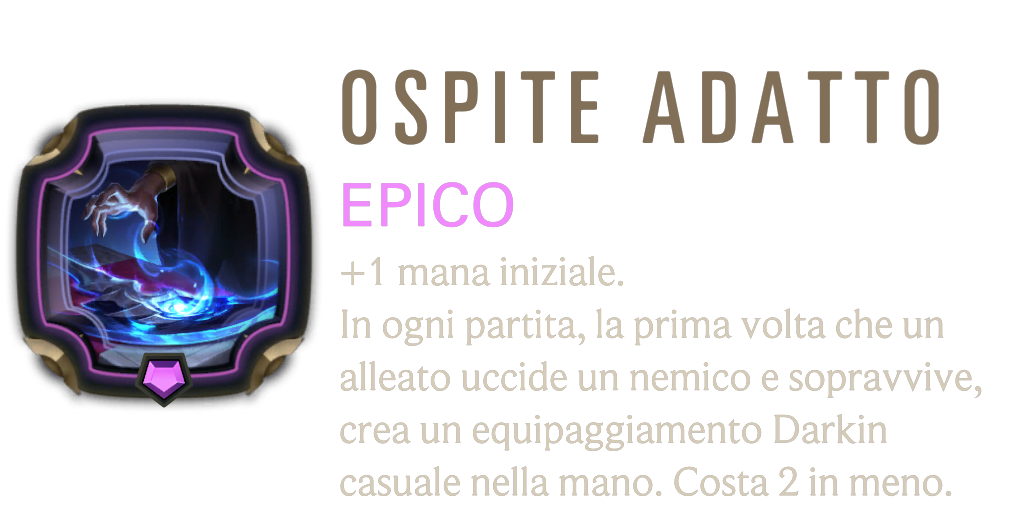 OSPITE ADATTO
EPICO
+1 mana iniziale.
In ogni partita, la prima volta che un
alleato uccide un nemico e sopravvive,
crea un equipaggiamento Darkin
casuale nella mano. Costa 2 in meno.